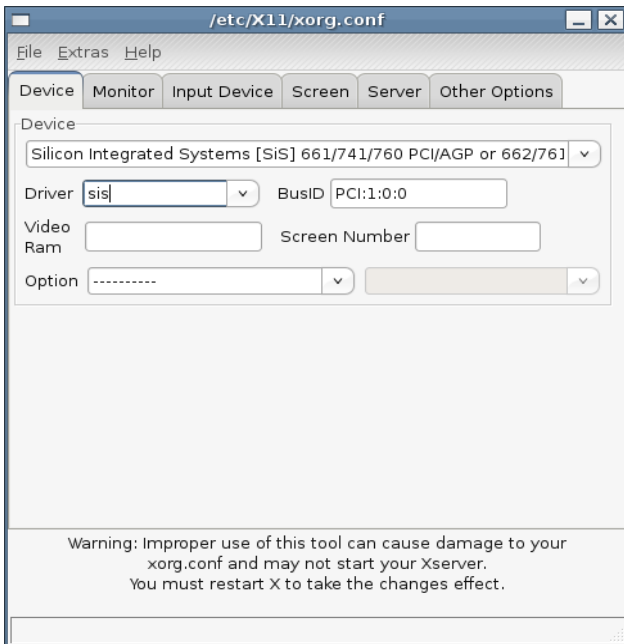 /etc/X11/xorg.conf
File Extras Help
Device Monitor Input Device Screen Server Other Options
Device
Silicon Integrated Systems [SiS] 661/741/760 PCI/AGP or 662/761
Driver sis BusID PCI:1:0:0
Video
Ram Screen Number
Option ----------
Warning: Improper use of this tool can cause damage to your
xorg.conf and may not start your Xserver.
You must restart X to take the changes effect.